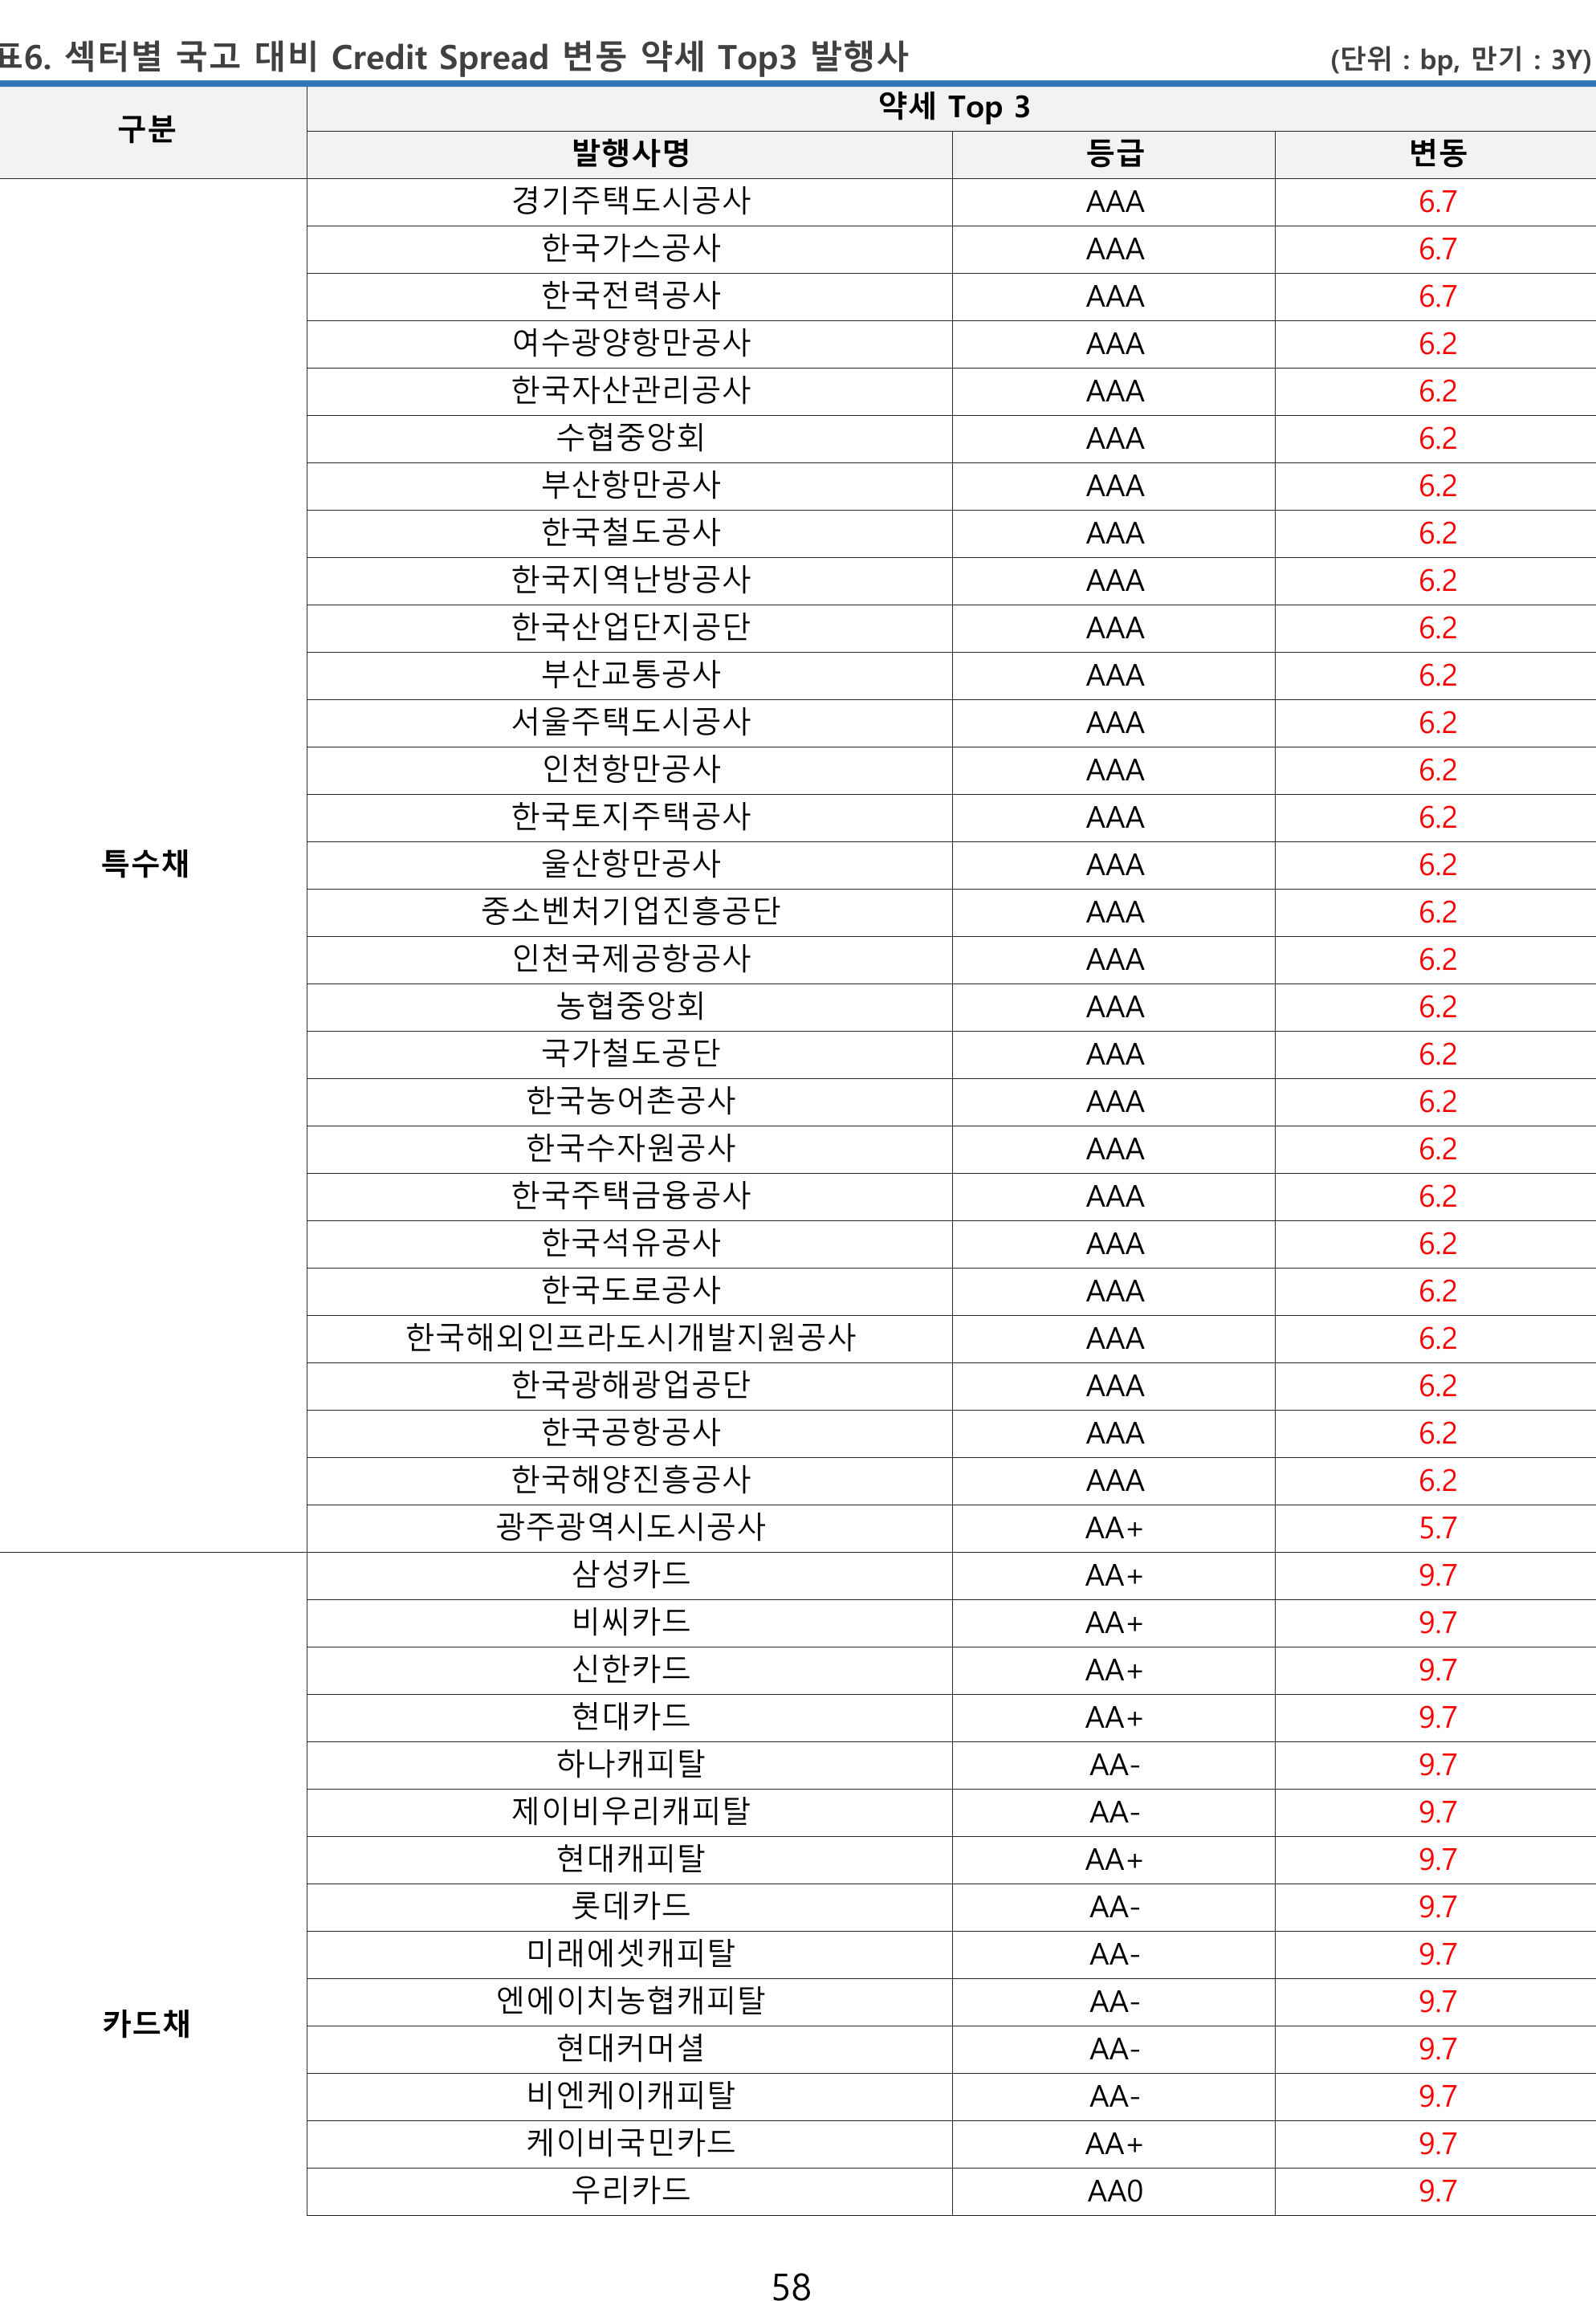 표6. 섹터별 국고 대비 Credit Spread 변동 약세 Top3 발행사 (단위 : bp, 만기 : 3Y)
구분 약세 Top 3
발행사명 등급 변동
특수채
경기주택도시공사 AAA 6.7
한국가스공사 AAA 6.7
한국전력공사 AAA 6.7
여수광양항만공사 AAA 6.2
한국자산관리공사 AAA 6.2
수협중앙회 AAA 6.2
부산항만공사 AAA 6.2
한국철도공사 AAA 6.2
한국지역난방공사 AAA 6.2
한국산업단지공단 AAA 6.2
부산교통공사 AAA 6.2
서울주택도시공사 AAA 6.2
인천항만공사 AAA 6.2
한국토지주택공사 AAA 6.2
울산항만공사 AAA 6.2
중소벤처기업진흥공단 AAA 6.2
인천국제공항공사 AAA 6.2
농협중앙회 AAA 6.2
국가철도공단 AAA 6.2
한국농어촌공사 AAA 6.2
한국수자원공사 AAA 6.2
한국주택금융공사 AAA 6.2
한국석유공사 AAA 6.2
한국도로공사 AAA 6.2
한국해외인프라도시개발지원공사 AAA 6.2
한국광해광업공단 AAA 6.2
한국공항공사 AAA 6.2
한국해양진흥공사 AAA 6.2
광주광역시도시공사 AA+ 5.7
카드채
삼성카드 AA+ 9.7
비씨카드 AA+ 9.7
신한카드 AA+ 9.7
현대카드 AA+ 9.7
하나캐피탈 AA- 9.7
제이비우리캐피탈 AA- 9.7
현대캐피탈 AA+ 9.7
롯데카드 AA- 9.7
미래에셋캐피탈 AA- 9.7
엔에이치농협캐피탈 AA- 9.7
현대커머셜 AA- 9.7
비엔케이캐피탈 AA- 9.7
케이비국민카드 AA+ 9.7
우리카드 AA0 9.7
58